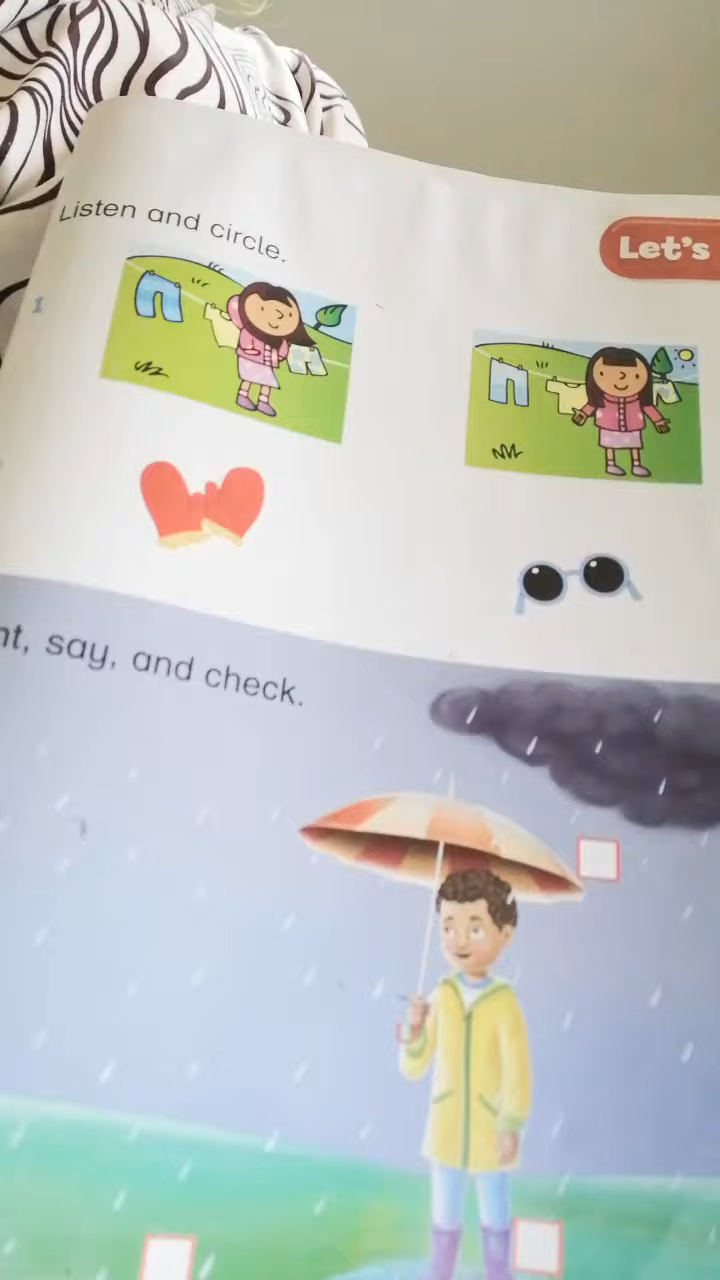 Listen and circle.
Let's
1
nt, say, and check.